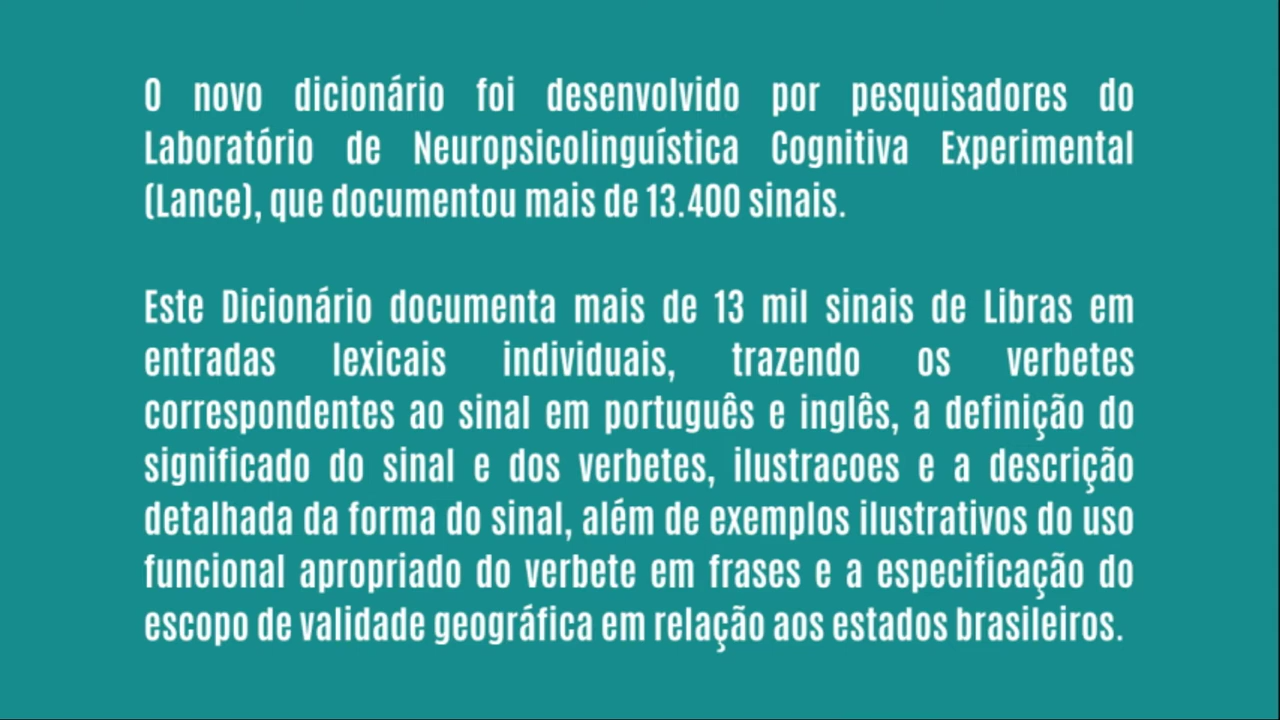 O novo dicionário foi desenvolvido por pesquisadores do
Laboratório de Neuropsicolinguística Cognitiva Experimental
(Lance), que documentou mais de 13.400 sinais.
Este Dicionário documenta mais de 13 mil sinais de Libras em
entradas lexicais individuais, trazendo os verbetes
correspondentes ao sinal em português e inglês, a definição do
significado do sinal e dos verbetes, ilustracoes e a descrição
detalhada da forma do sinal, além de exemplos ilustrativos do uso
funcional apropriado do verbete em frases e a especificação do
escopo de validade geográfica em relação aos estados brasileiros.